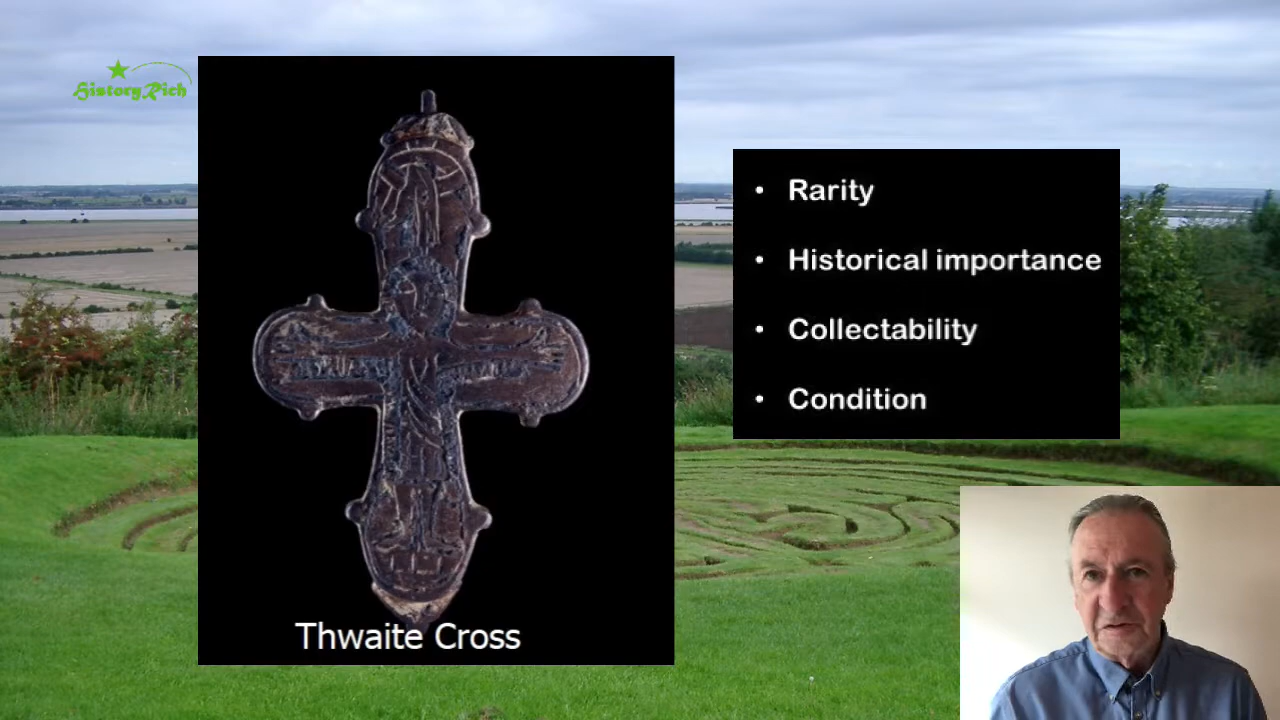 HistoryRich
Thwaite Cross
• Rarity
• Historical importance
• Collectability
• Condition